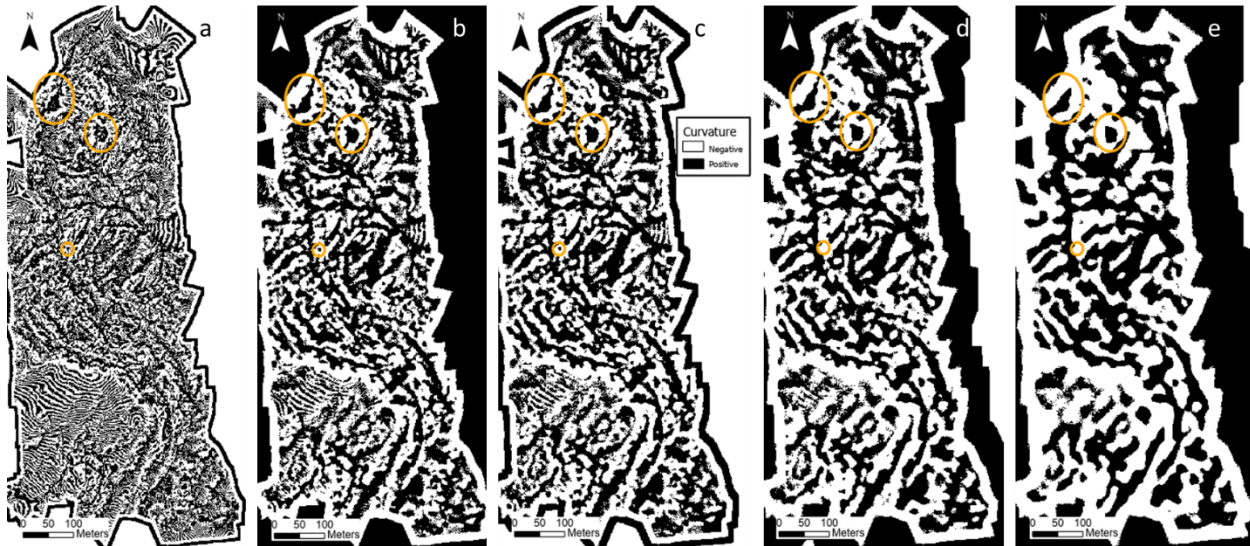 N
a
N
b
N
c
Curvature
Negative
Positive
N
d
N
e
0 50 100
Meters
0 50 100
Meters
0 50 100
Meters
0 50 100
Meters
0 50 100
Meters